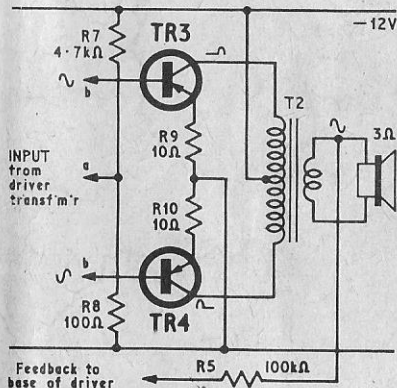 R7
4·7kΩ
TR3
−12V
b
T2
3Ω
R9
10Ω
INPUT
from
driver
transf'm'r
a
R10
10Ω
b
R8
100Ω
TR4
Feedback to
base of driver
R5
100kΩ